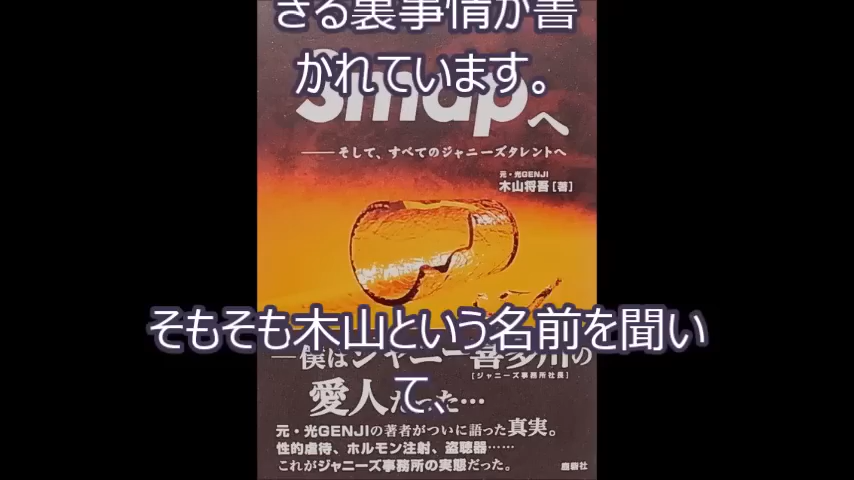 きる裏事情が書
かれています。
Smapへ
――そして、すべてのジャニーズタレントへ
元・光GENJI
木山将吾[著]
そもそも木山という名前を聞い
て、
―僕はジャニー喜多川の
[ジャニーズ事務所社長]
愛人だった…
元・光GENJIの著者がついに語った真実。
性的虐待、ホルモン注射、盗聴器……
これがジャニーズ事務所の実態だった。
鹿砦社